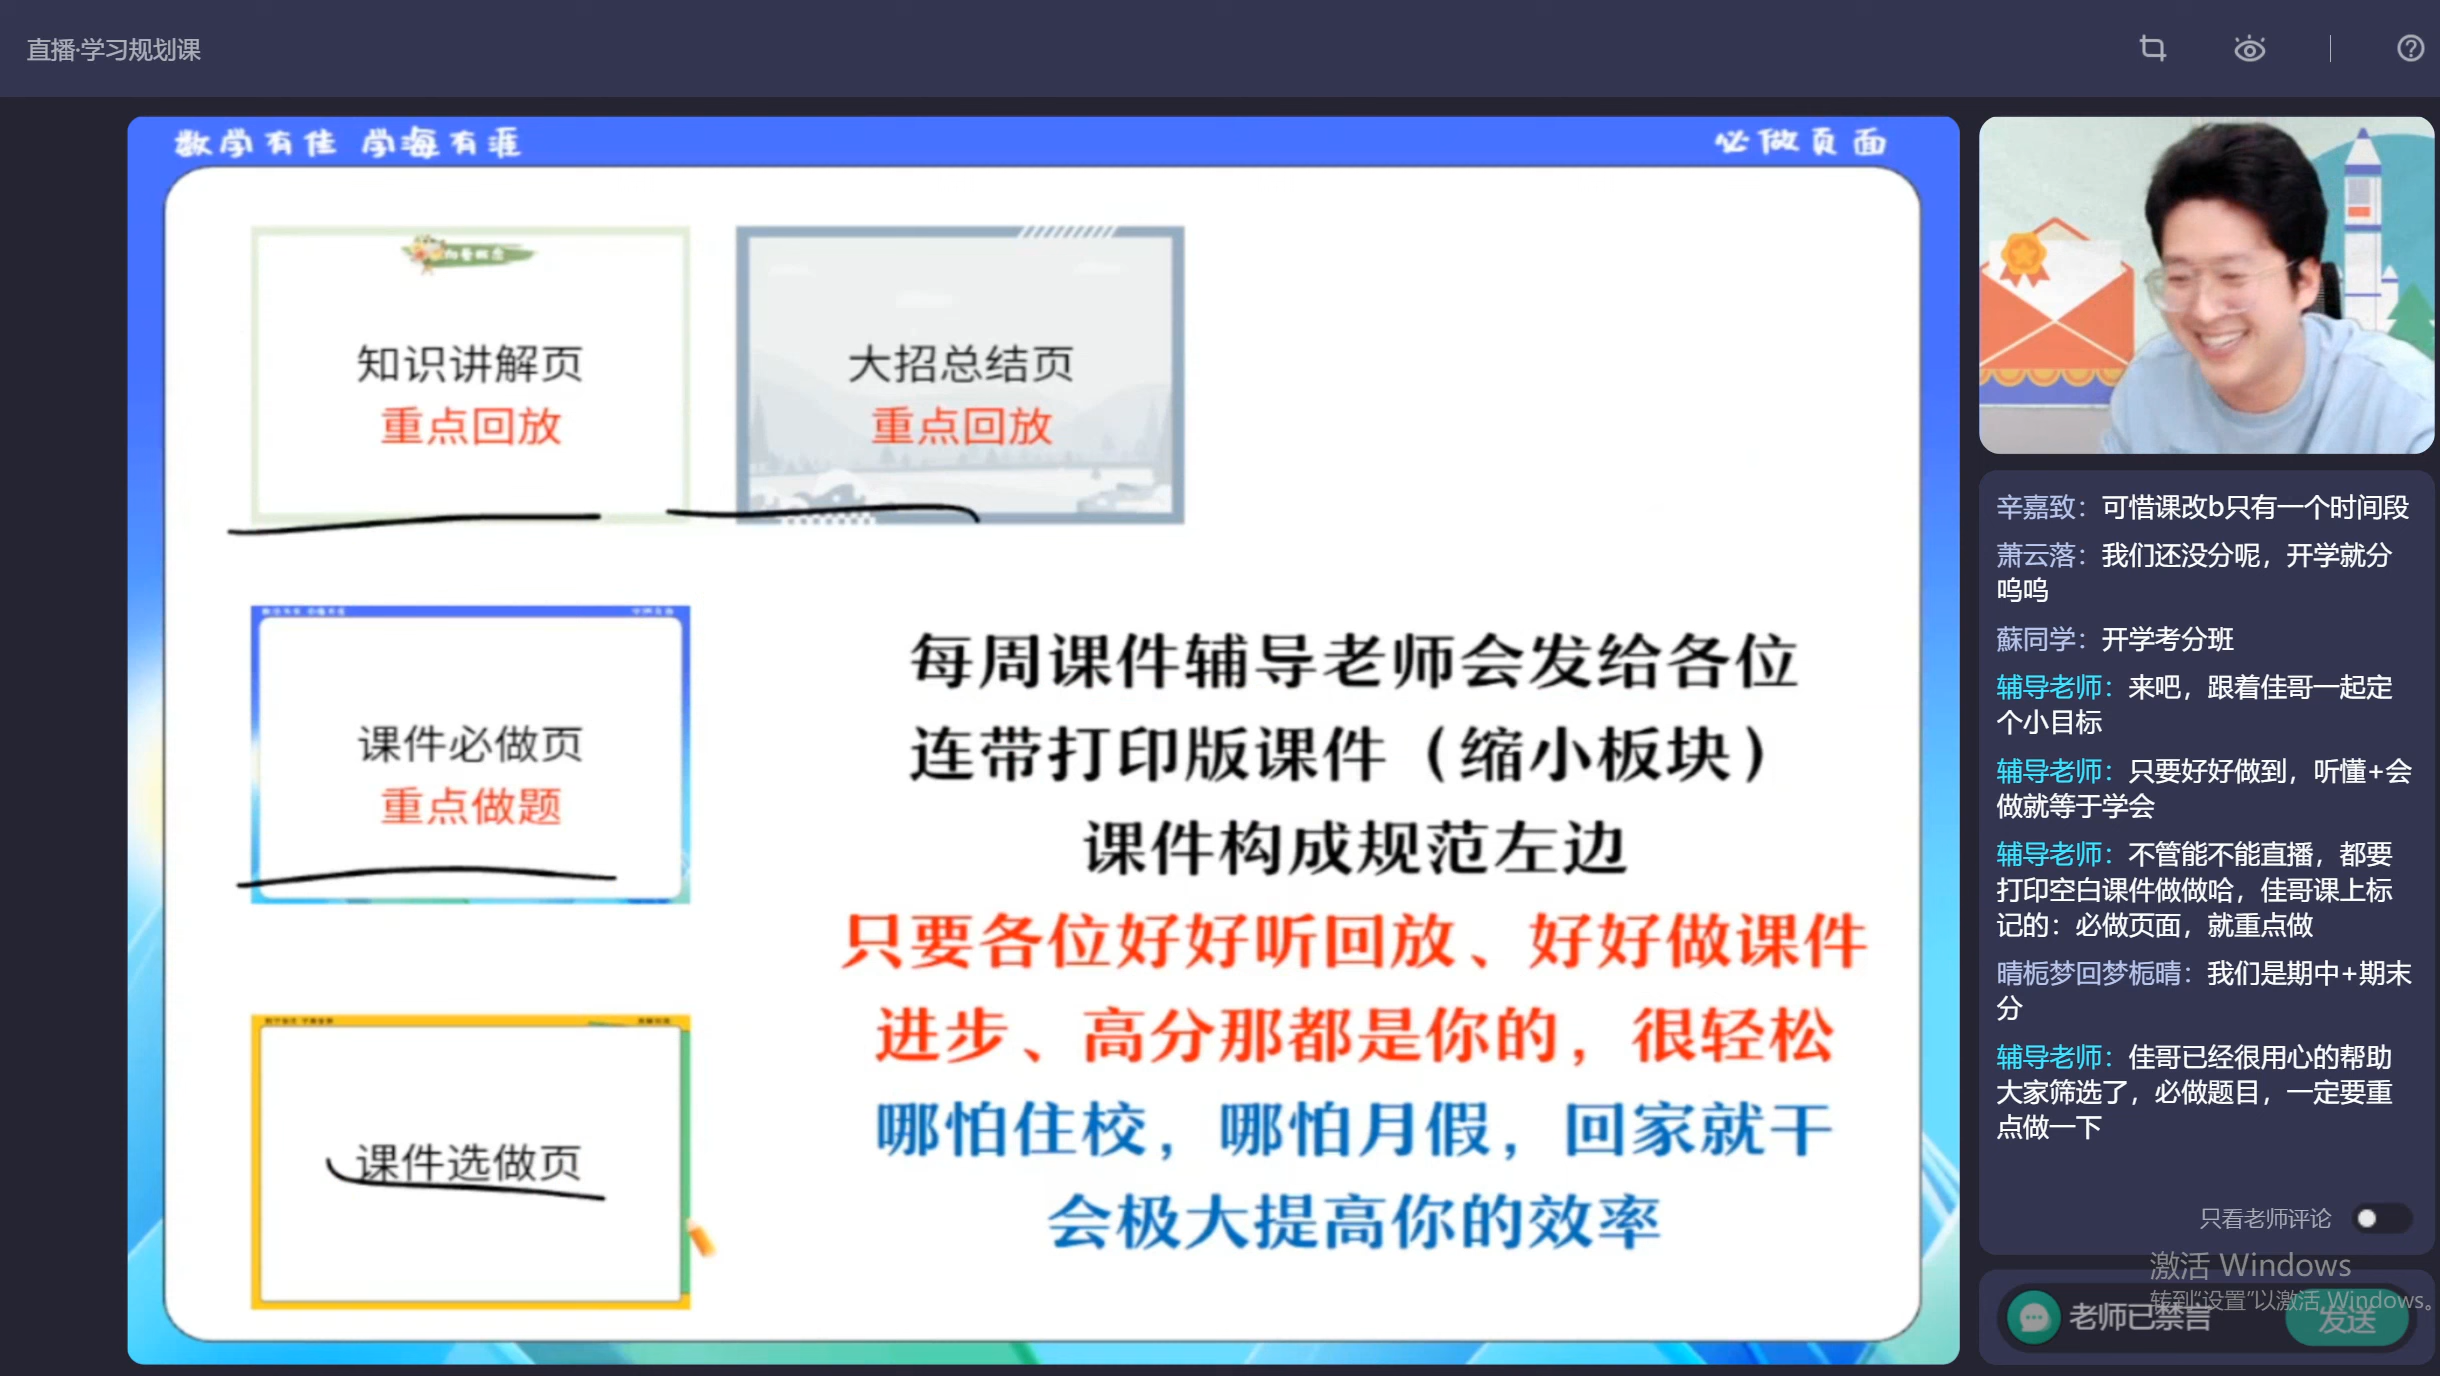 直播·学习规划课
数学有佳 学海有涯
必做页面
知识讲解页
重点回放
大招总结页
重点回放
课件必做页
重点做题
课件选做页
每周课件辅导老师会发给各位
连带打印版课件（缩小板块）
课件构成规范左边
只要各位好好听回放、好好做课件
进步、高分那都是你的，很轻松
哪怕住校，哪怕月假，回家就干
会极大提高你的效率
辛嘉致：可惜课改b只有一个时间段
萧云落：我们还没分呢，开学就分
呜呜
蘇同学：开学考分班
辅导老师：来吧，跟着佳哥一起定
个小目标
辅导老师：只要好好做到，听懂+会
做就等于学会
辅导老师：不管能不能直播，都要
打印空白课件做做哈，佳哥课上标
记的：必做页面，就重点做
晴栀梦回梦栀晴：我们是期中+期末
分
辅导老师：佳哥已经很用心的帮助
大家筛选了，必做题目，一定要重
点做一下
只看老师评论
激活 Windows
转到"设置"以激活 Windows。
老师已禁言
发送